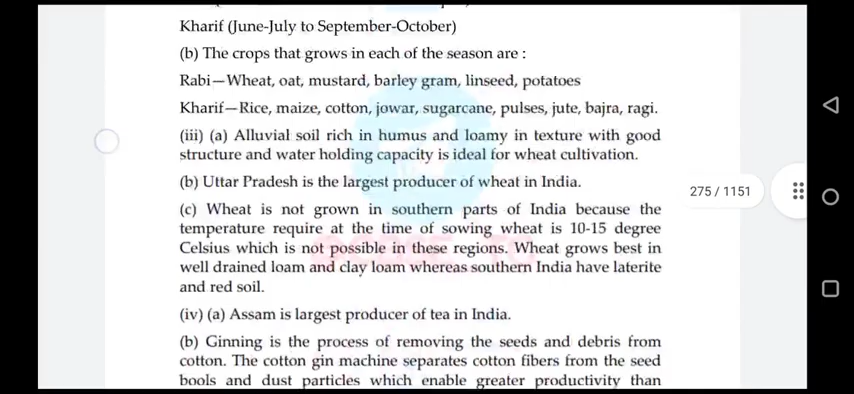 Kharif (June-July to September-October)
(b) The crops that grows in each of the season are :
Rabi—Wheat, oat, mustard, barley gram, linseed, potatoes
Kharif—Rice, maize, cotton, jowar, sugarcane, pulses, jute, bajra, ragi.
(iii) (a) Alluvial soil rich in humus and loamy in texture with good
structure and water holding capacity is ideal for wheat cultivation.
(b) Uttar Pradesh is the largest producer of wheat in India.
275 / 1151
(c) Wheat is not grown in southern parts of India because the
temperature require at the time of sowing wheat is 10-15 degree
Celsius which is not possible in these regions. Wheat grows best in
well drained loam and clay loam whereas southern India have laterite
and red soil.
(iv) (a) Assam is largest producer of tea in India.
(b) Ginning is the process of removing the seeds and debris from
cotton. The cotton gin machine separates cotton fibers from the seed
bools and dust particles which enable greater productivity than